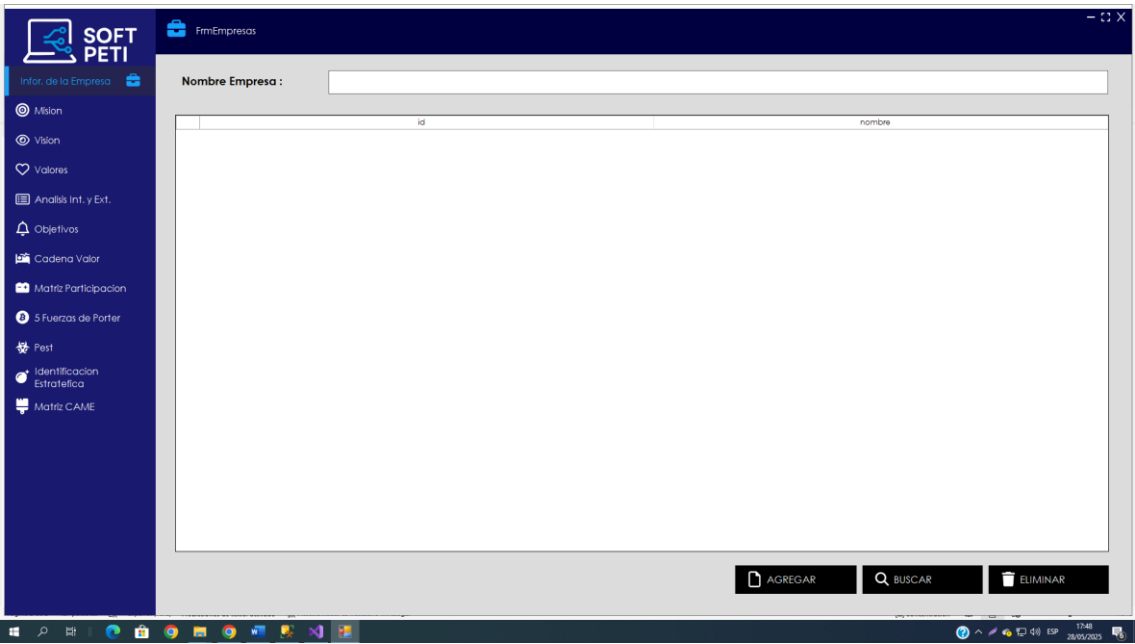 SOFT
PETI
FrmEmpresas
Infor. de la Empresa
Mision
Vision
Valores
Analisis Int. y Ext.
Objetivos
Cadena Valor
Matriz Participacion
5 Fuerzas de Porter
Pest
Identificacion
Estratefica
Matriz CAME
Nombre Empresa :
id nombre
AGREGAR BUSCAR ELIMINAR
ESP
17:48
28/05/2025